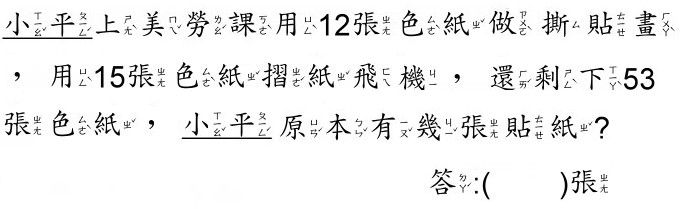 小平上美勞課用12張色紙做撕貼畫
，用15張色紙摺紙飛機，還剩下53
張色紙，小平原本有幾張貼紙?
答:(　　)張